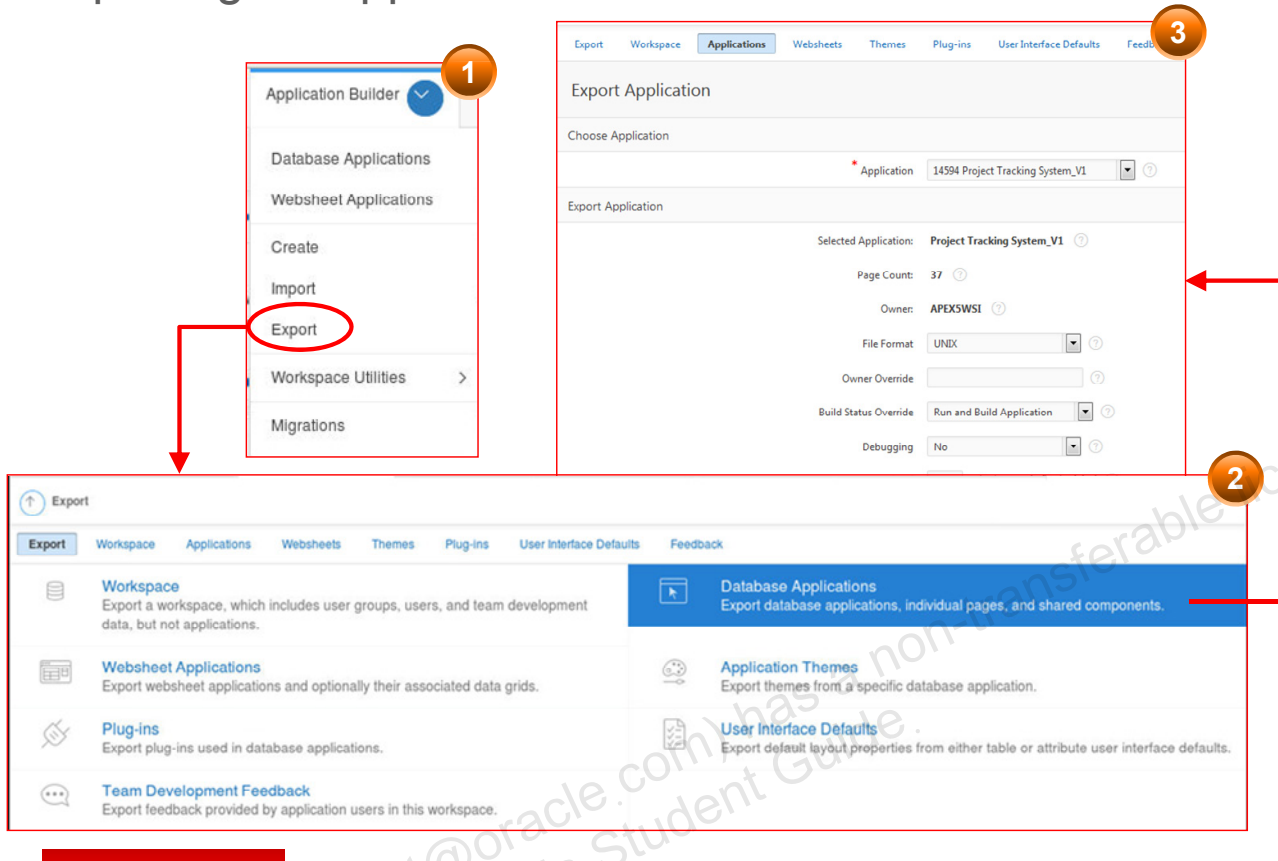 1
Application Builder
Database Applications
Websheet Applications
Create
Import
Export
Workspace Utilities >
Migrations
3
Export Workspace Applications Websheets Themes Plug-ins User Interface Defaults
Export Application
Choose Application
* Application 14594 Project Tracking System_V1 ?
Export Application
Selected Application: Project Tracking System_V1 ?
Page Count: 37 ?
Owner: APEX5WSI ?
File Format UNIX ?
Owner Override ?
Build Status Override Run and Build Application ?
Debugging No ?
2
Export
Export Workspace Applications Websheets Themes Plug-ins User Interface Defaults Feedback
Workspace
Export a workspace, which includes user groups, users, and team development
data, but not applications.
Database Applications
Export database applications, individual pages, and shared components.
Websheet Applications
Export websheet applications and optionally their associated data grids.
Application Themes
Export themes from a specific database application.
Plug-ins
Export plug-ins used in database applications.
User Interface Defaults
Export default layout properties from either table or attribute user interface defaults.
Team Development Feedback
Export feedback provided by application users in this workspace.
@oracle.com) has a non-transferable
Student Guide.